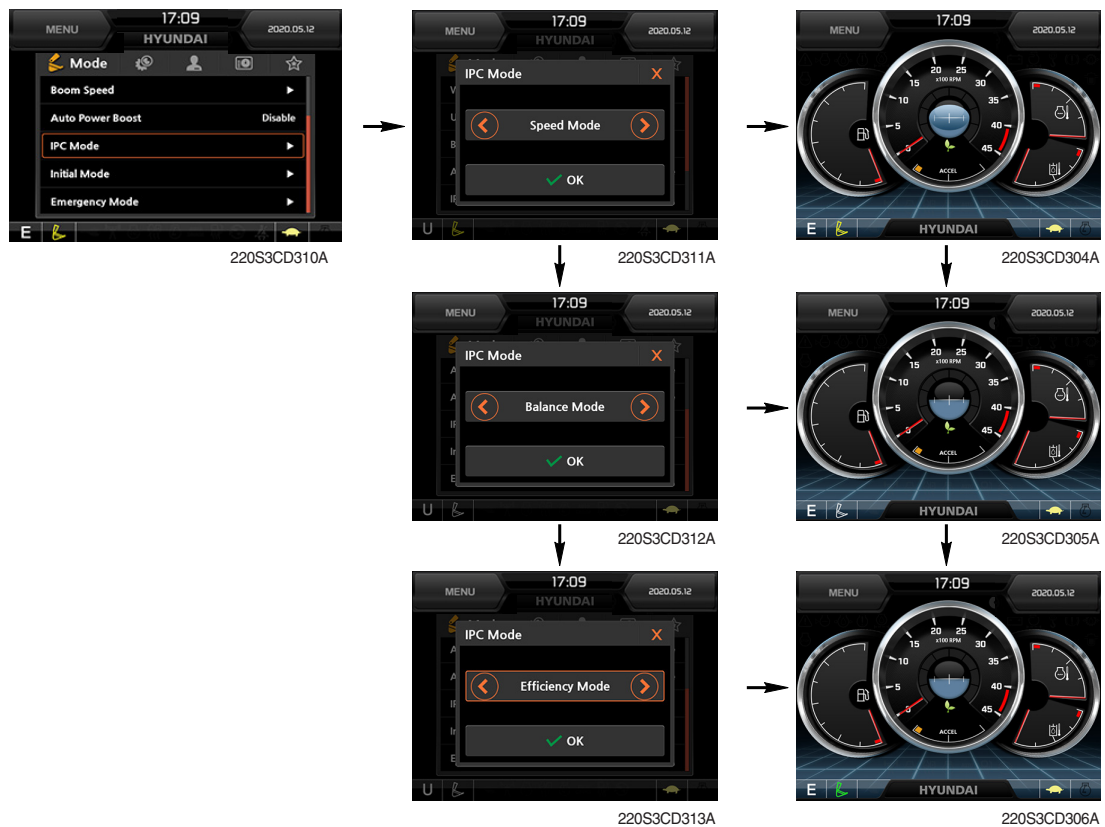 MENU 17:09 2020.05.12
HYUNDAI
Mode
Boom Speed
Auto Power Boost Disable
IPC Mode
Initial Mode
Emergency Mode
E
220S3CD310A
MENU 17:09 2020.05.12
HYUNDAI
IPC Mode X
Speed Mode
OK
U
220S3CD311A
MENU 17:09 2020.05.12
20 25
x100 RPM
15 30
10 35
5 40
0 45
ACCEL
E HYUNDAI
220S3CD304A
MENU 17:09 2020.05.12
HYUNDAI
IPC Mode X
Balance Mode
OK
U
220S3CD312A
MENU 17:09 2020.05.12
20 25
x100 RPM
15 30
10 35
5 40
0 45
ACCEL
E HYUNDAI
220S3CD305A
MENU 17:09 2020.05.12
HYUNDAI
IPC Mode X
Efficiency Mode
OK
U
220S3CD313A
MENU 17:09 2020.05.12
20 25
x100 RPM
15 30
10 35
5 40
0 45
ACCEL
E HYUNDAI
220S3CD306A